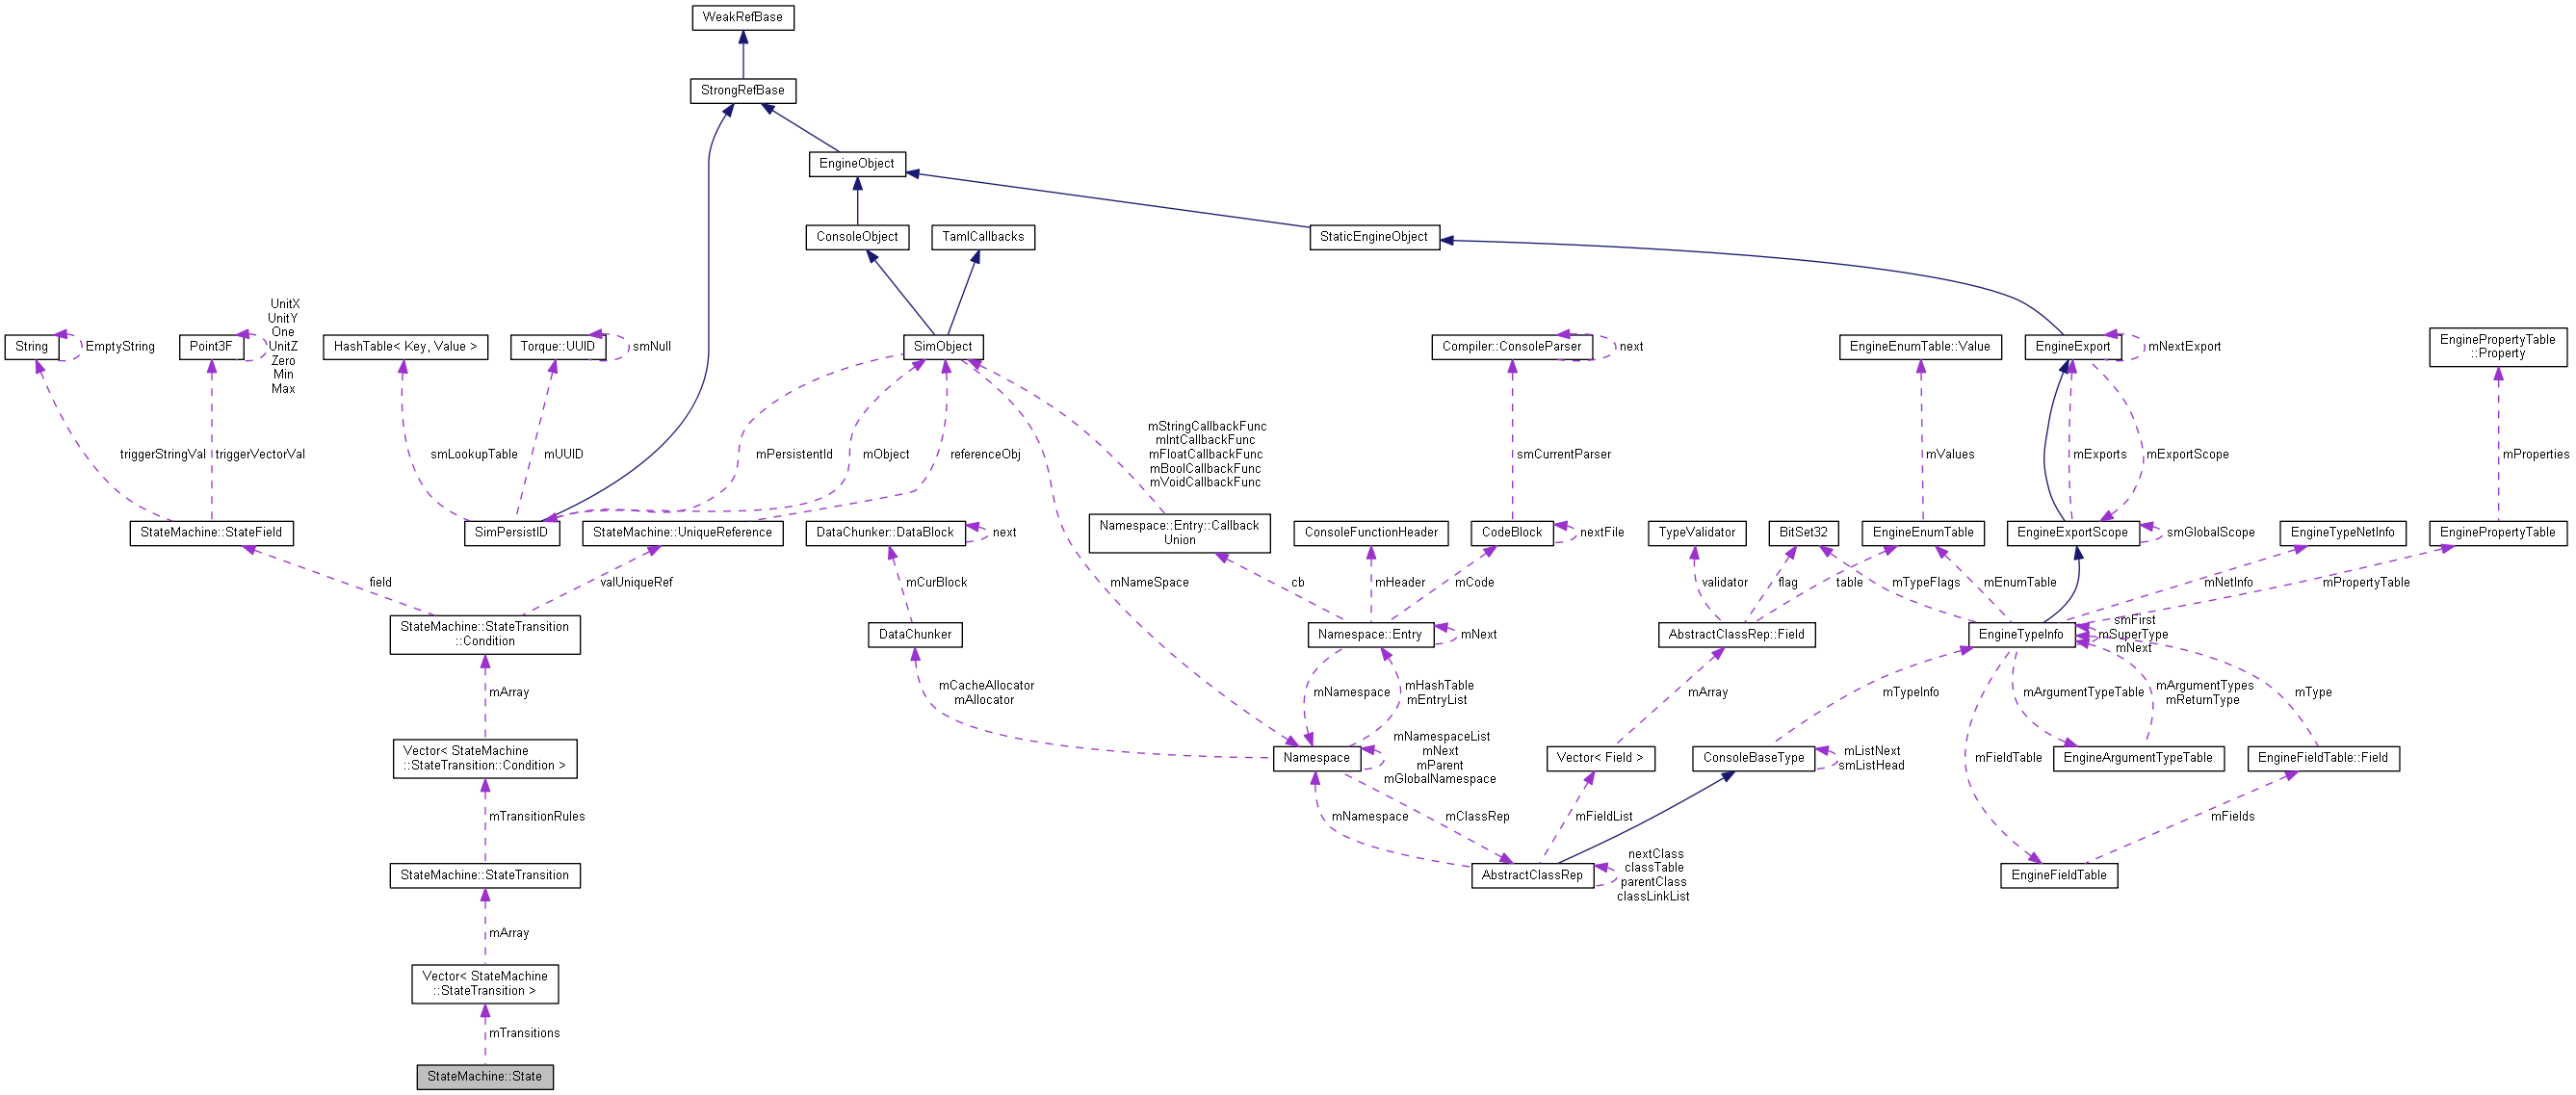 WeakRefBase
StrongRefBase
EngineObject
ConsoleObject
TamlCallbacks
StaticEngineObject
UnitX
UnitY
One
UnitZ
Zero
Min
Max
String
EmptyString
Point3F
HashTable< Key, Value >
Torque::UUID
smNull
SimObject
Compiler::ConsoleParser
next
EngineEnumTable::Value
EngineExport
mNextExport
EnginePropertyTable
::Property
triggerStringVal
triggerVectorVal
smLookupTable
mUUID
mPersistentId
mObject
referenceObj
mStringCallbackFunc
mIntCallbackFunc
mFloatCallbackFunc
mBoolCallbackFunc
mVoidCallbackFunc
smCurrentParser
mValues
mExports
mExportScope
mProperties
StateMachine::StateField
SimPersistID
StateMachine::UniqueReference
DataChunker::DataBlock
next
Namespace::Entry::Callback
Union
ConsoleFunctionHeader
CodeBlock
nextFile
TypeValidator
BitSet32
EngineEnumTable
EngineExportScope
smGlobalScope
EngineTypeNetInfo
EnginePropertyTable
field
valUniqueRef
mCurBlock
mNameSpace
cb
mHeader
mCode
validator
flag
table
mTypeFlags
mEnumTable
mNetInfo
mPropertyTable
StateMachine::StateTransition
::Condition
DataChunker
Namespace::Entry
mNext
AbstractClassRep::Field
EngineTypeInfo
smFirst
mSuperType
mNext
mArray
mCacheAllocator
mAllocator
mNamespace
mHashTable
mEntryList
mArray
mTypeInfo
mArgumentTypeTable
mArgumentTypes
mReturnType
mType
Vector< StateMachine
::StateTransition::Condition >
Namespace
mNamespaceList
mNext
mParent
mGlobalNamespace
Vector< Field >
ConsoleBaseType
mListNext
smListHead
mFieldTable
EngineArgumentTypeTable
EngineFieldTable::Field
mTransitionRules
mNamespace
mClassRep
mFieldList
mFields
StateMachine::StateTransition
AbstractClassRep
nextClass
classTable
parentClass
classLinkList
EngineFieldTable
mArray
Vector< StateMachine
::StateTransition >
mTransitions
StateMachine::State